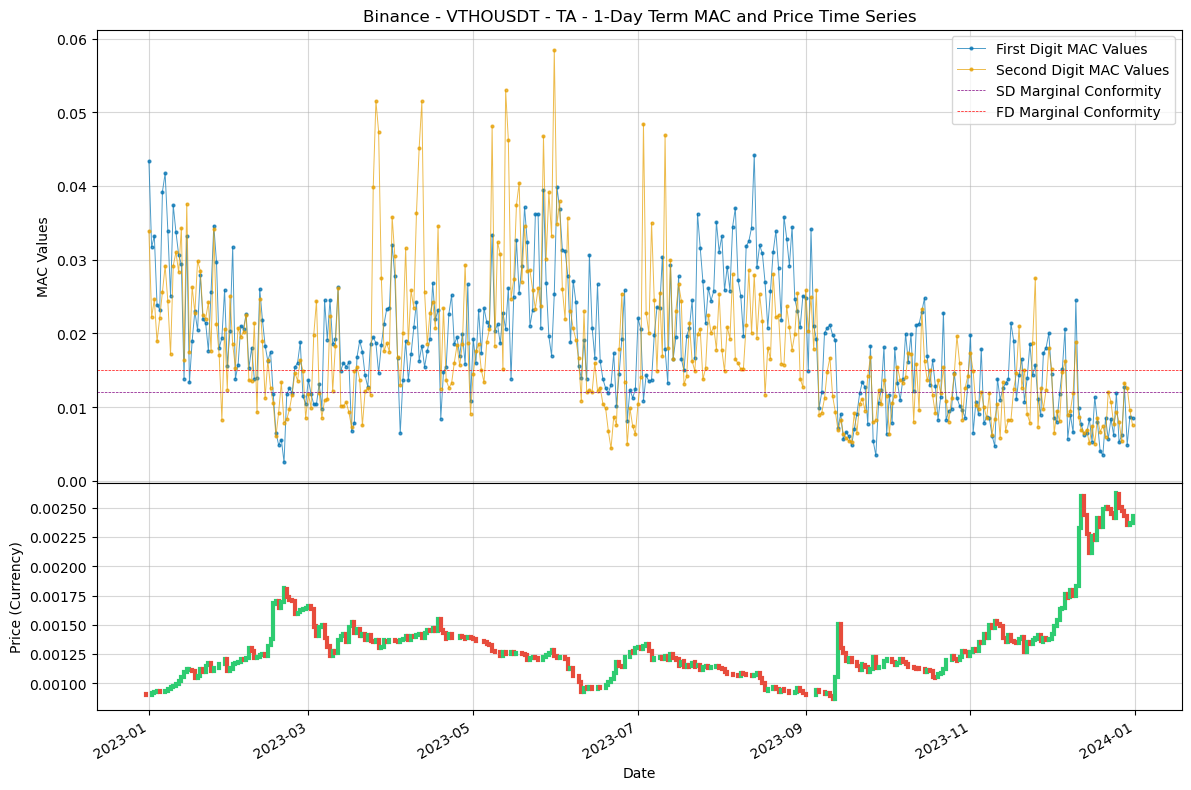 Binance - VTHOUSDT - TA - 1-Day Term MAC and Price Time Series
0.06
0.05
0.04
0.03
0.02
0.01
0.00
MAC Values
First Digit MAC Values
Second Digit MAC Values
SD Marginal Conformity
FD Marginal Conformity
0.00250
0.00225
0.00200
0.00175
0.00150
0.00125
0.00100
Price (Currency)
2023-01
2023-03
2023-05
2023-07
2023-09
2023-11
2024-01
Date